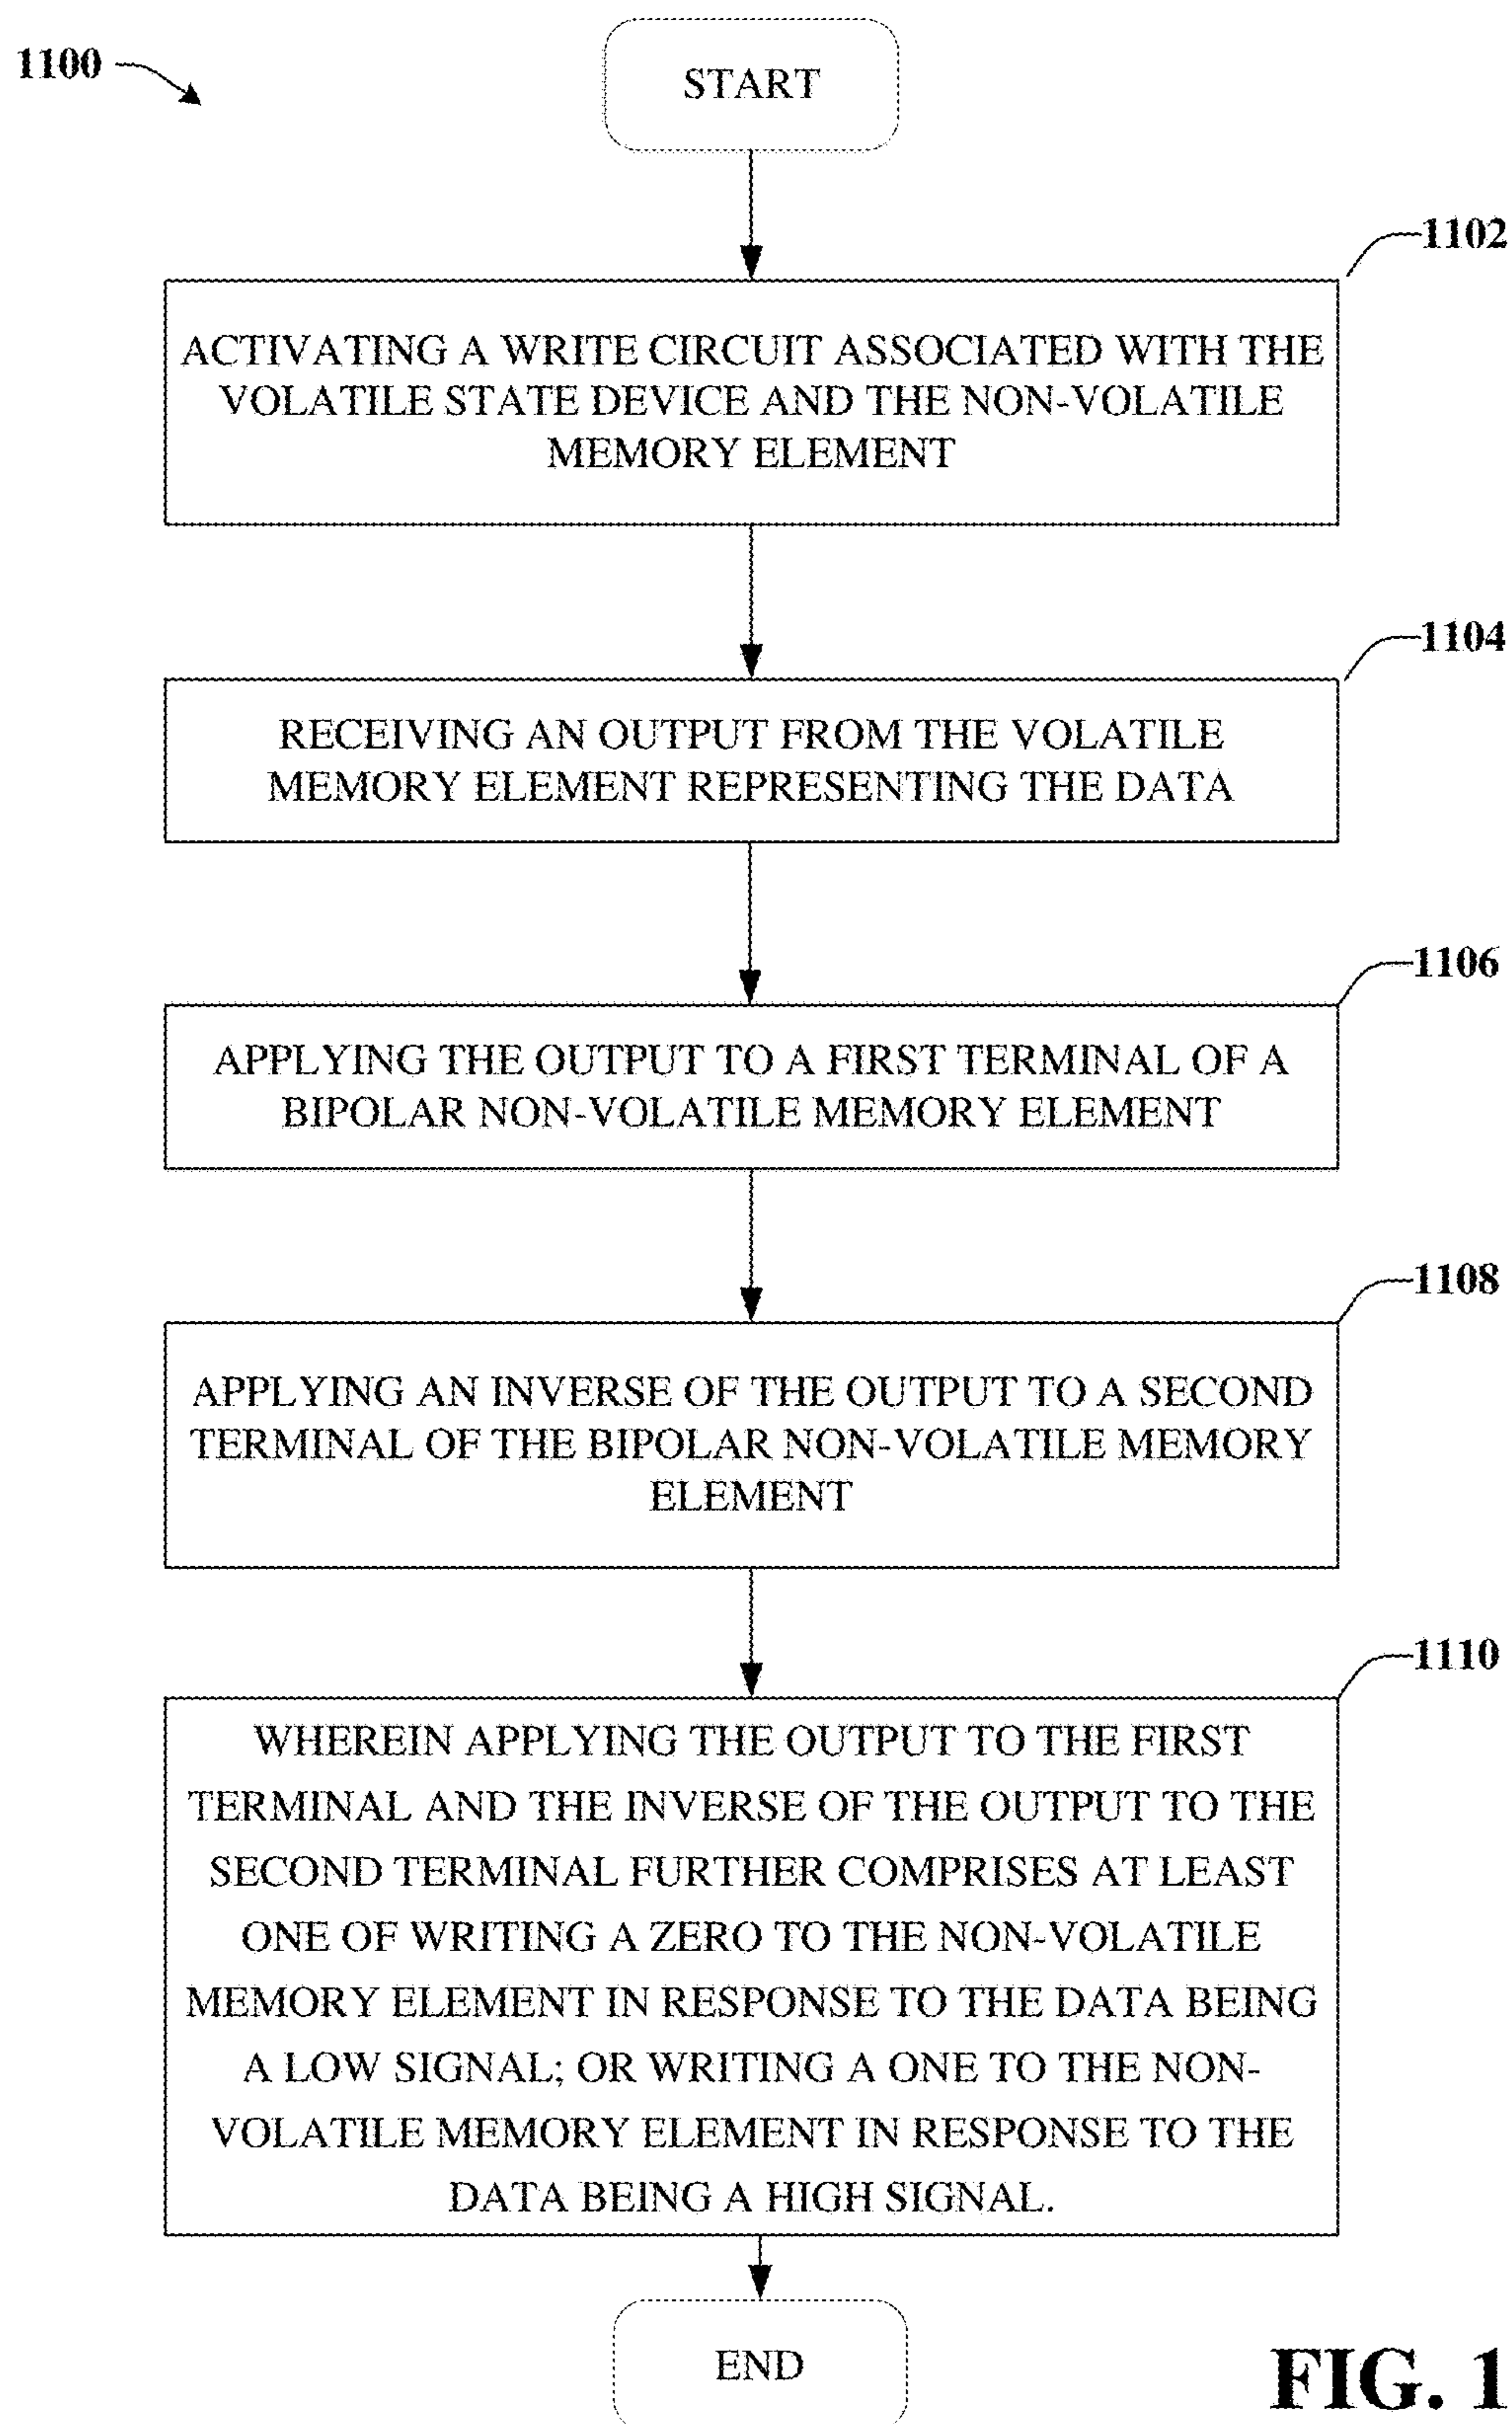 1100
START
1102
ACTIVATING A WRITE CIRCUIT ASSOCIATED WITH THE
VOLATILE STATE DEVICE AND THE NON-VOLATILE
MEMORY ELEMENT
1104
RECEIVING AN OUTPUT FROM THE VOLATILE
MEMORY ELEMENT REPRESENTING THE DATA
1106
APPLYING THE OUTPUT TO A FIRST TERMINAL OF A
BIPOLAR NON-VOLATILE MEMORY ELEMENT
1108
APPLYING AN INVERSE OF THE OUTPUT TO A SECOND
TERMINAL OF THE BIPOLAR NON-VOLATILE MEMORY
ELEMENT
1110
WHEREIN APPLYING THE OUTPUT TO THE FIRST
TERMINAL AND THE INVERSE OF THE OUTPUT TO THE
SECOND TERMINAL FURTHER COMPRISES AT LEAST
ONE OF WRITING A ZERO TO THE NON-VOLATILE
MEMORY ELEMENT IN RESPONSE TO THE DATA BEING
A LOW SIGNAL; OR WRITING A ONE TO THE NON-
VOLATILE MEMORY ELEMENT IN RESPONSE TO THE
DATA BEING A HIGH SIGNAL.
END
FIG. 1